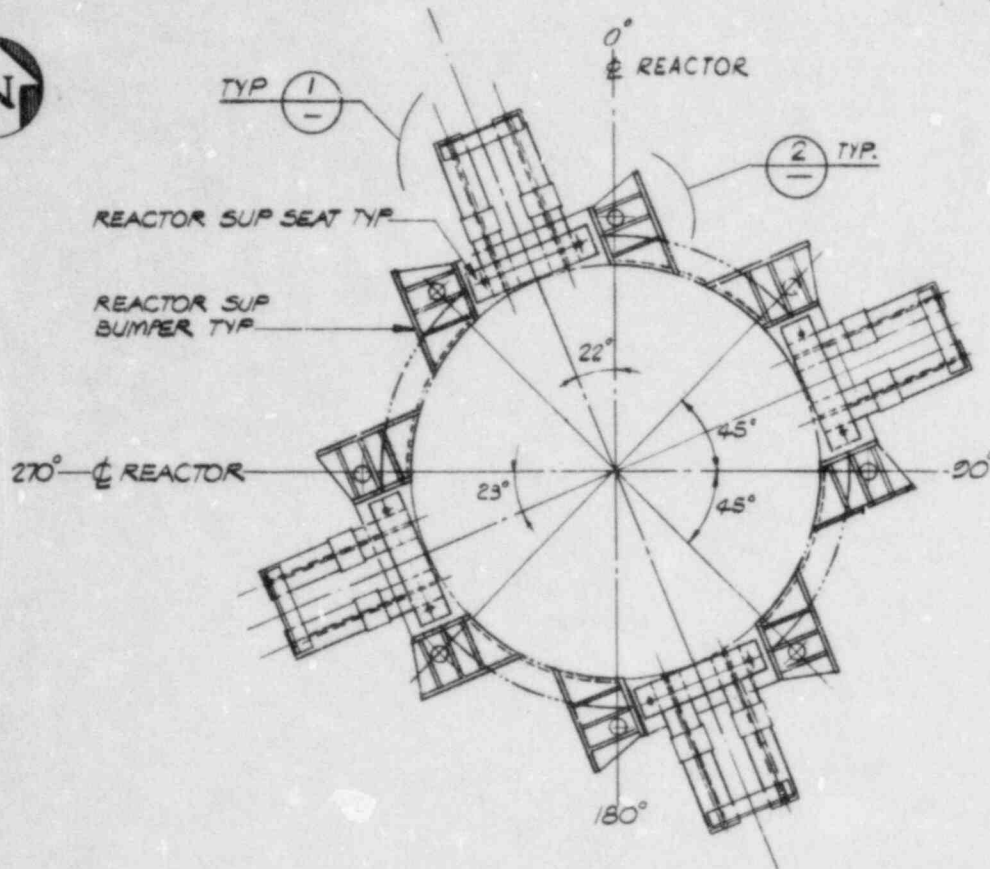 0°
℄ REACTOR
N
TYP 1
-
2 TYP.
-
REACTOR SUP SEAT TYP
REACTOR SUP
BUMPER TYP
22°
45°
270° ℄ REACTOR
90°
23°
45°
180°